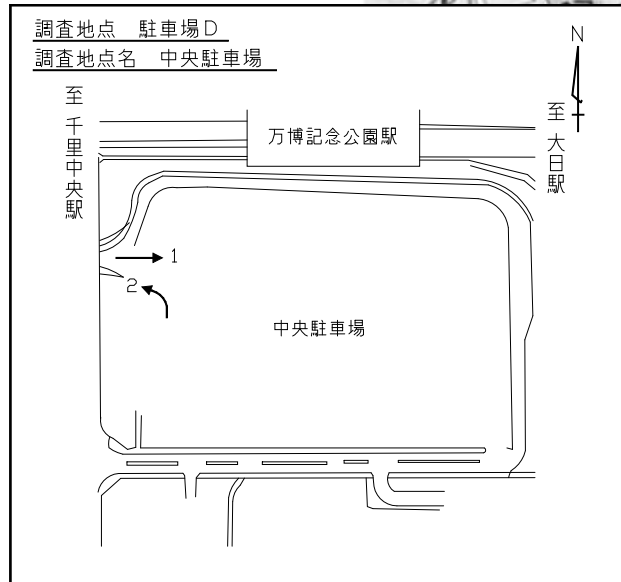 調査地点　駐車場D
調査地点名　中央駐車場
N
至千里中央駅
万博記念公園駅
至大日駅
1
2
中央駐車場